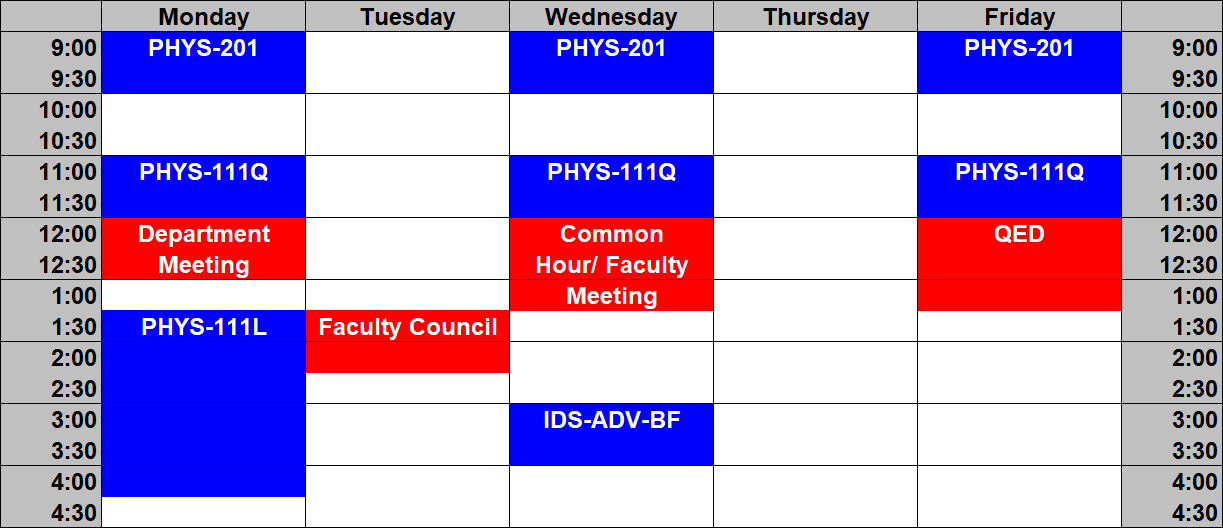 Monday Tuesday Wednesday Thursday Friday
9:00 PHYS-201 PHYS-201 PHYS-201 9:00
9:30 9:30
10:00 10:00
10:30 10:30
11:00 PHYS-111Q PHYS-111Q PHYS-111Q 11:00
11:30 11:30
12:00 Department Common QED 12:00
12:30 Meeting Hour/ Faculty 12:30
1:00 Meeting 1:00
1:30 PHYS-111L Faculty Council 1:30
2:00 2:00
2:30 2:30
3:00 IDS-ADV-BF 3:00
3:30 3:30
4:00 4:00
4:30 4:30